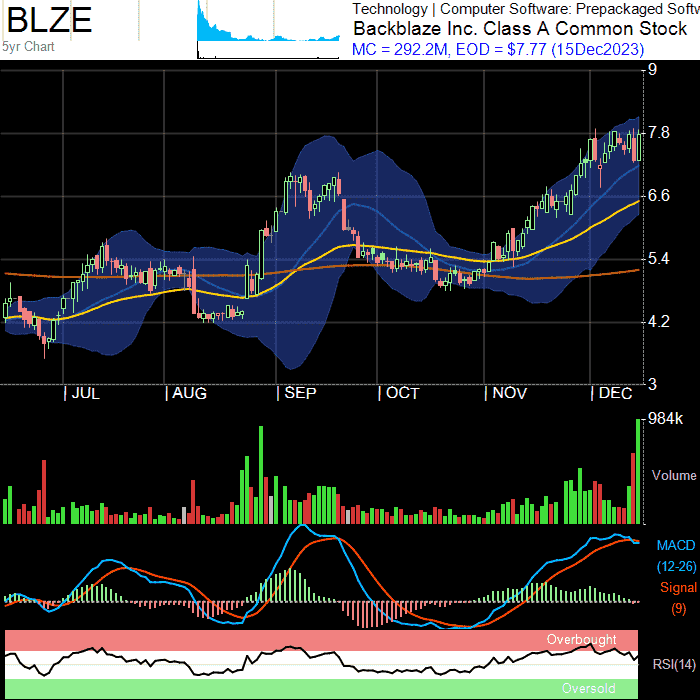 BLZE
5yr Chart
Technology | Computer Software: Prepackaged Softw
Backblaze Inc. Class A Common Stock
MC = 292.2M, EOD = $7.77 (15Dec2023)
9
7.8
6.6
5.4
4.2
3
| JUL | AUG | SEP | OCT | NOV | DEC
984k
Volume
MACD
(12-26)
Signal
(9)
Overbought
RSI(14)
Oversold